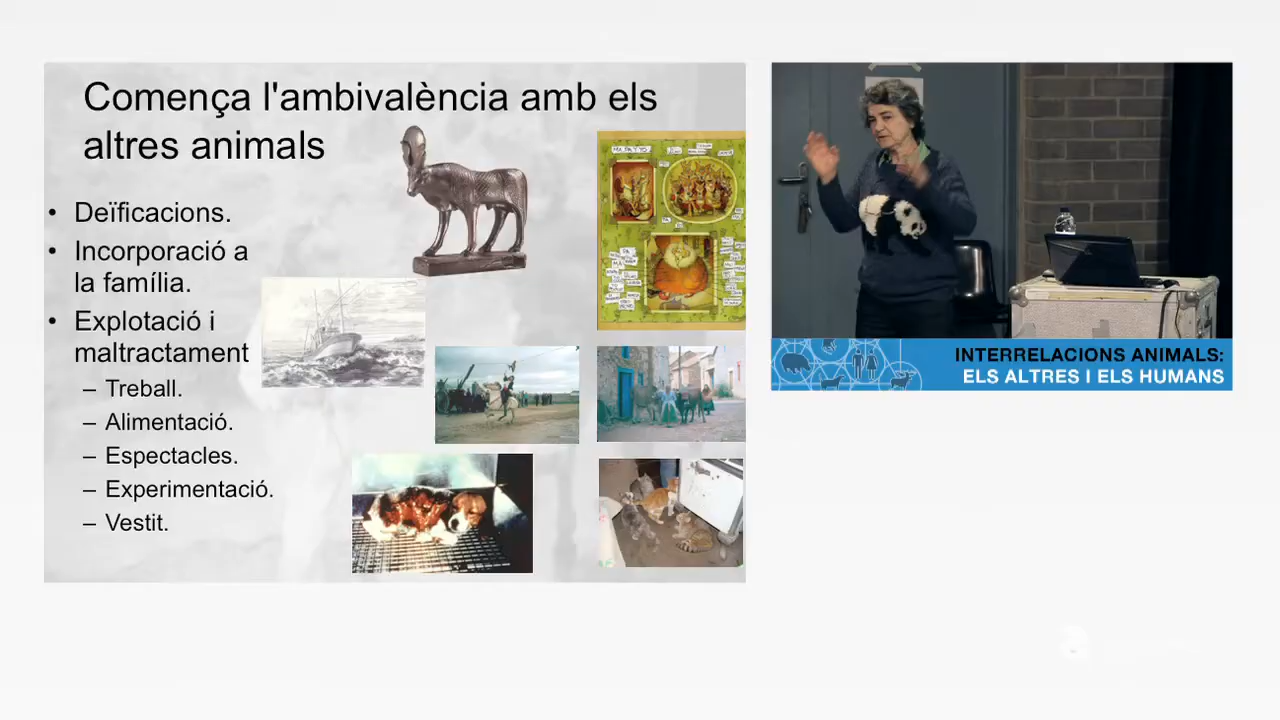 Comença l'ambivalència amb els
altres animals
• Deïficacions.
• Incorporació a
la família.
• Explotació i
maltractament
– Treball.
– Alimentació.
– Espectacles.
– Experimentació.
– Vestit.
INTERRELACIONS ANIMALS:
ELS ALTRES I ELS HUMANS